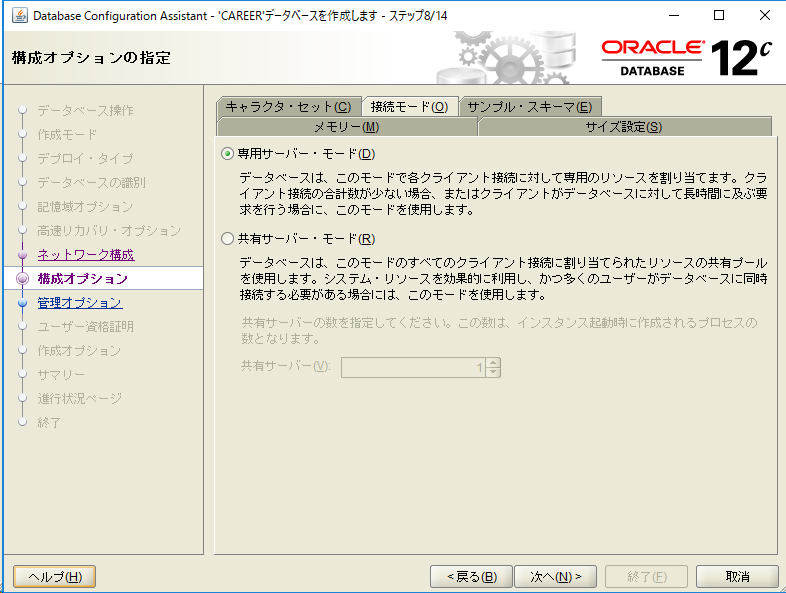 Database Configuration Assistant - 'CAREER'データベースを作成します - ステップ8/14
構成オプションの指定
ORACLE
DATABASE
12c
データベース操作
作成モード
デプロイ・タイプ
データベースの識別
記憶域オプション
高速リカバリ・オプション
ネットワーク構成
構成オプション
管理オプション
ユーザー資格証明
作成オプション
サマリー
進行状況ページ
終了
キャラクタ・セット(C)
接続モード(O)
サンプル・スキーマ(E)
メモリー(M)
サイズ設定(S)
専用サーバー・モード(D)
データベースは、このモードで各クライアント接続に対して専用のリソースを割り当てます。クラ
イアント接続の合計数が少ない場合、またはクライアントがデータベースに対して長時間に及ぶ要
求を行う場合に、このモードを使用します。
共有サーバー・モード(R)
データベースは、このモードのすべてのクライアント接続に割り当てられたリソースの共有プール
を使用します。システム・リソースを効果的に利用し、かつ多くのユーザーがデータベースに同時
接続する必要がある場合には、このモードを使用します。
共有サーバーの数を指定してください。この数は、インスタンス起動時に作成されるプロセスの
数となります。
共有サーバー(V):
1
ヘルプ(H)
<戻る(B)
次へ(N)>
終了(F)
取消